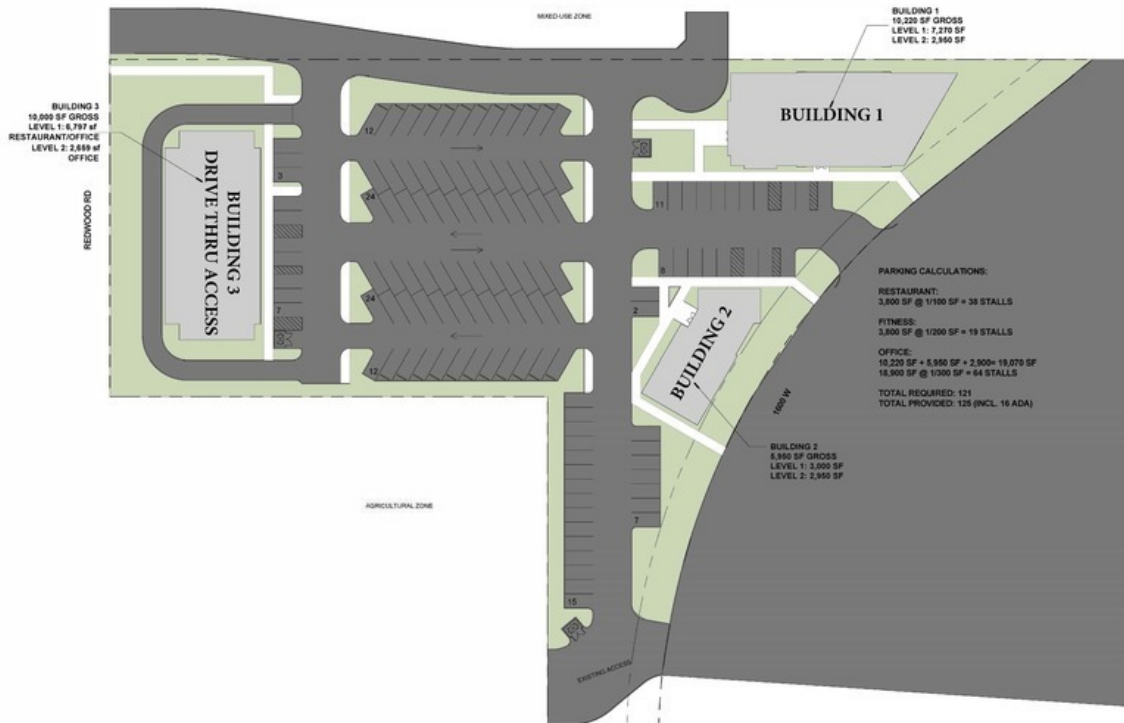 MIXED-USE ZONE
BUILDING 1
10,220 SF GROSS
LEVEL 1: 7,270 SF
LEVEL 2: 2,950 SF
BUILDING 3
10,000 SF GROSS
LEVEL 1: 6,797 sf
RESTAURANT/OFFICE
LEVEL 2: 2,659 sf
OFFICE
REDWOOD RD
BUILDING 3
DRIVE THRU ACCESS
BUILDING 1
12
3
24
11
8
7
24
2
12
BUILDING 2
1600 W
PARKING CALCULATIONS:
RESTAURANT:
3,800 SF @ 1/100 SF = 38 STALLS
FITNESS:
3,800 SF @ 1/200 SF = 19 STALLS
OFFICE:
10,220 SF + 5,950 SF + 2,900= 19,070 SF
18,900 SF @ 1/300 SF = 64 STALLS
TOTAL REQUIRED: 121
TOTAL PROVIDED: 125 (INCL. 16 ADA)
BUILDING 2
5,950 SF GROSS
LEVEL 1: 3,000 SF
LEVEL 2: 2,950 SF
AGRICULTURAL ZONE
7
15
EXISTING ACCESS